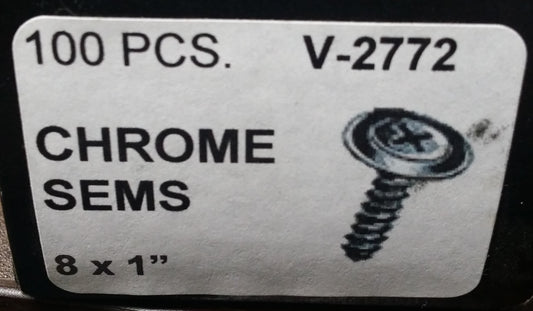 100 PCS. V-2772
CHROME
SEMS
8 x 1”